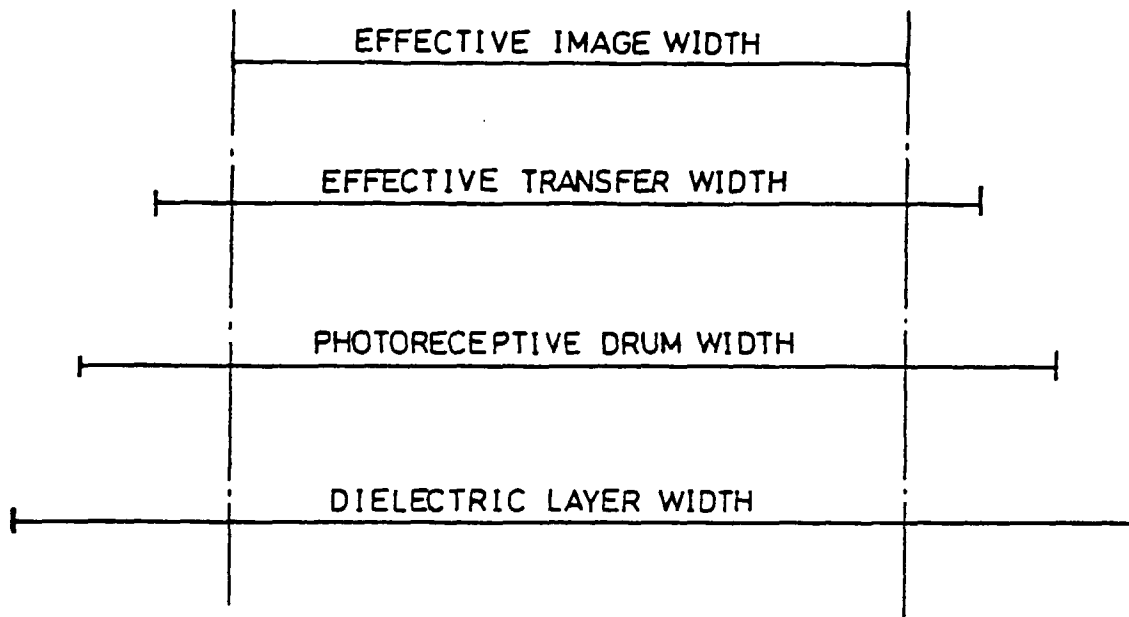 EFFECTIVE IMAGE WIDTH
EFFECTIVE TRANSFER WIDTH
PHOTORECEPTIVE DRUM WIDTH
DIELECTRIC LAYER WIDTH